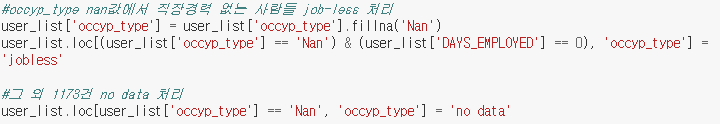 #occyp_type nan값에서 직장경력 없는 사람들 job-less 처리
user_list['occyp_type'] = user_list['occyp_type'].fillna('Nan')
user_list.loc[(user_list['occyp_type'] == 'Nan') & (user_list['DAYS_EMPLOYED'] == 0), 'occyp_type'] =
'jobless'
#그 외 1173건 no data 처리
user_list.loc[user_list['occyp_type'] == 'Nan', 'occyp_type'] = 'no data'